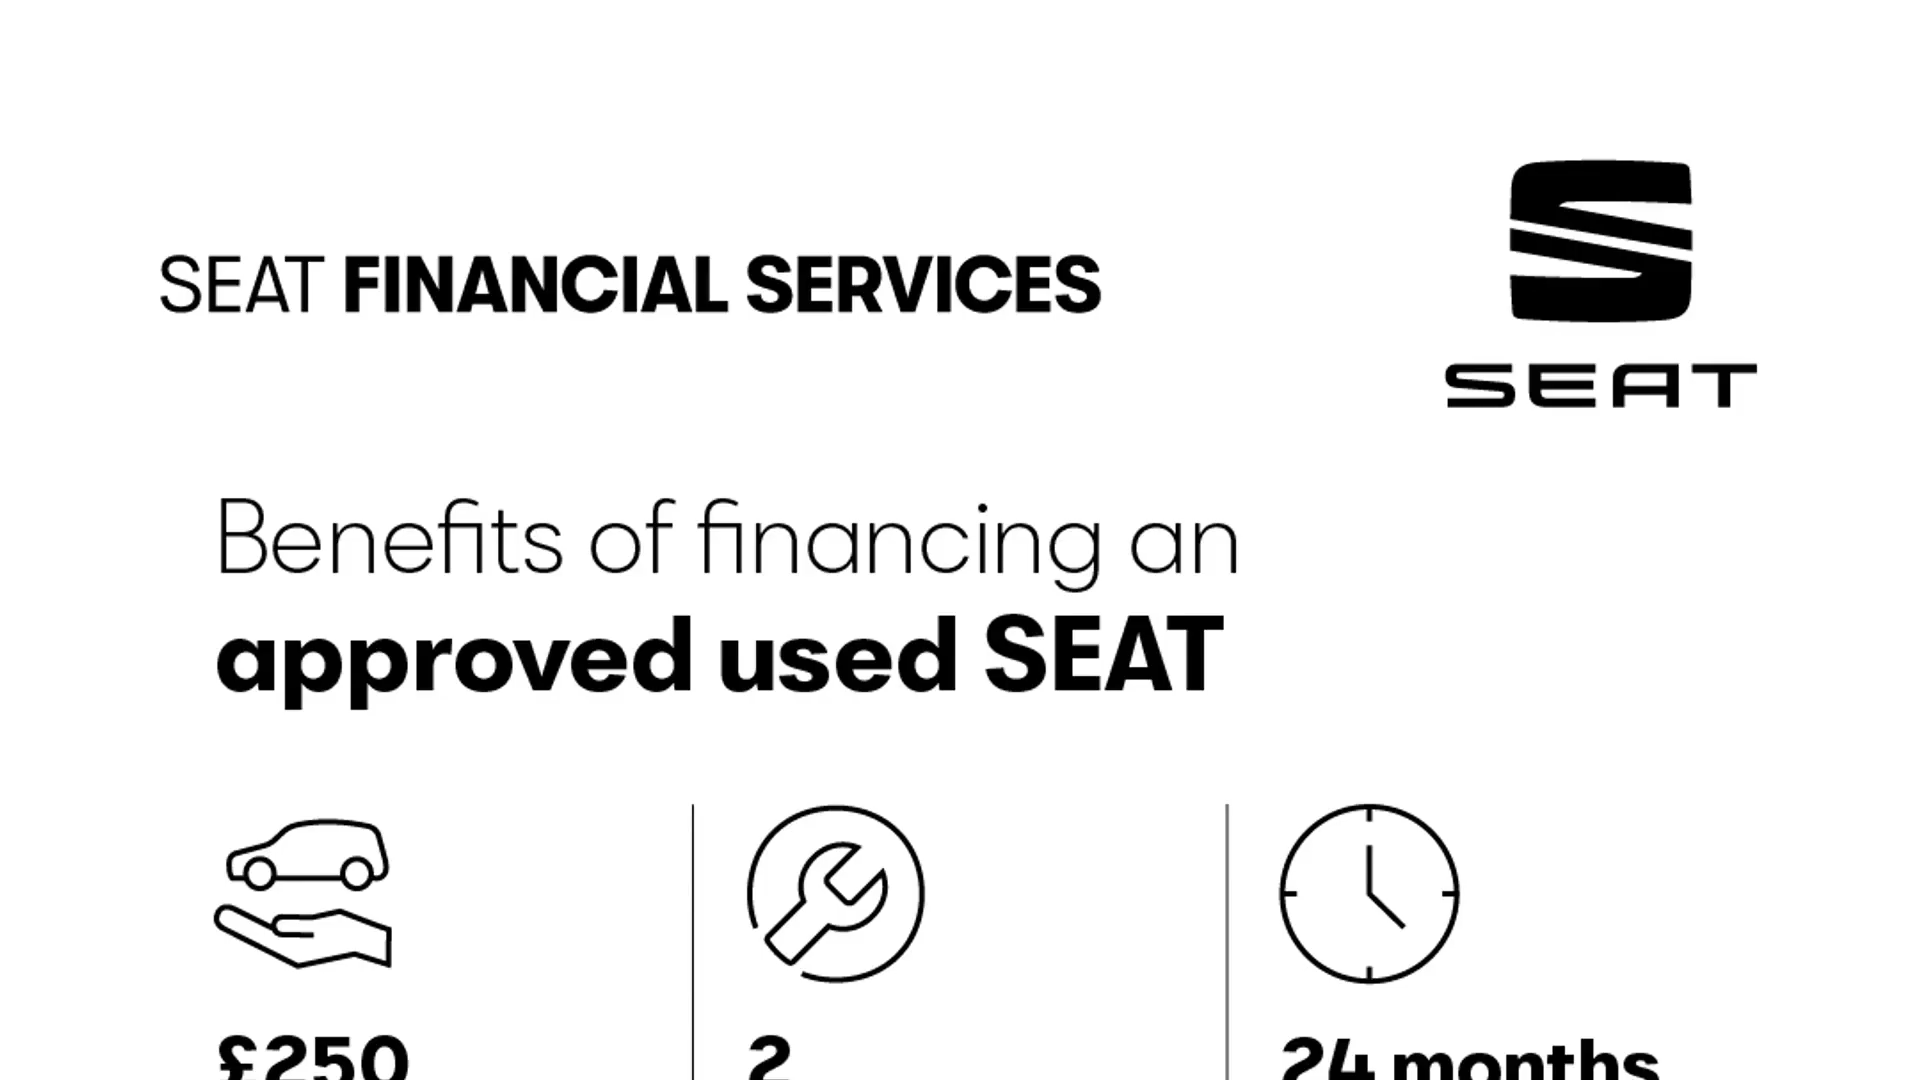 SEAT FINANCIAL SERVICES
SEAT
Benefits of financing an
approved used SEAT
£250
2
24 months